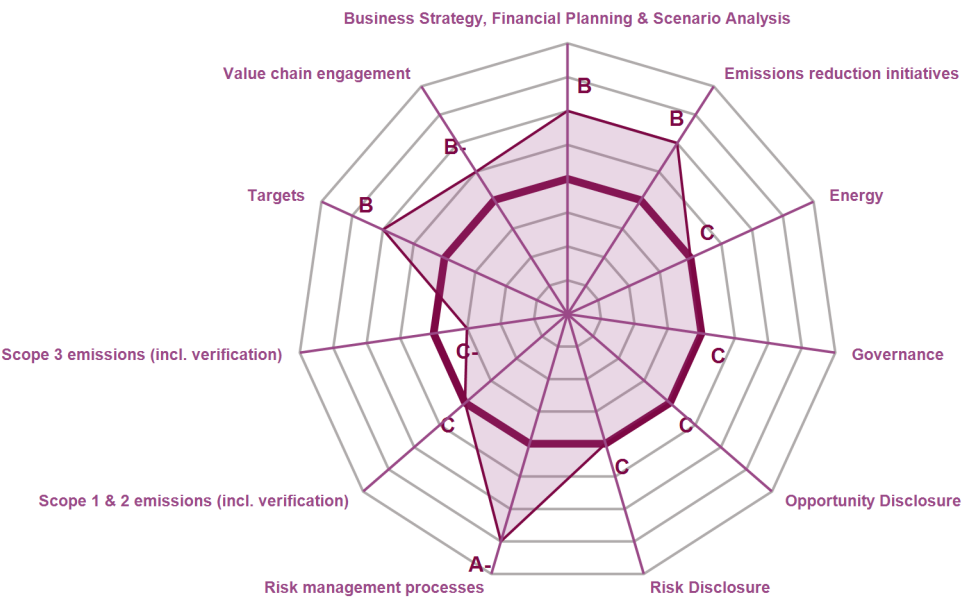 Business Strategy, Financial Planning & Scenario Analysis
Value chain engagement
Emissions reduction initiatives
B
B
B-
Targets
B
Energy
C
Scope 3 emissions (incl. verification)
C-
C
Governance
C
C
Scope 1 & 2 emissions (incl. verification)
C
Opportunity Disclosure
A-
Risk management processes
Risk Disclosure